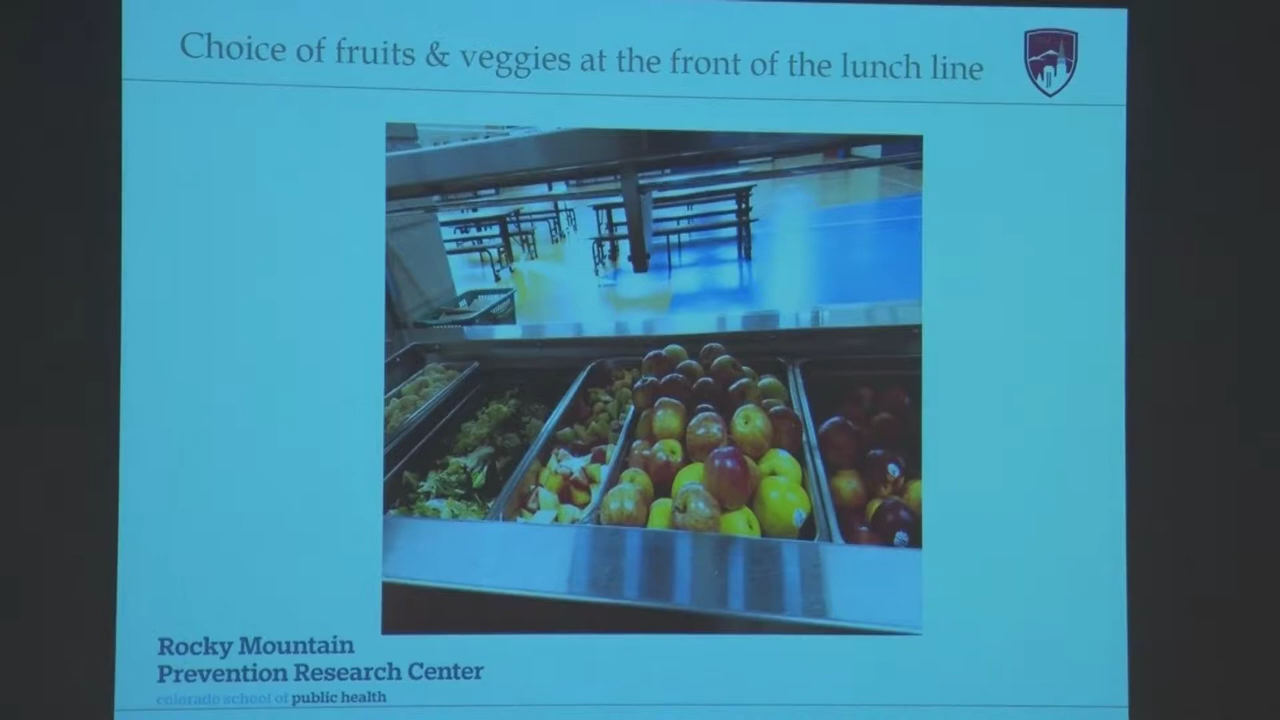 Choice of fruits & veggies at the front of the lunch line
Rocky Mountain
Prevention Research Center
colorado school of public health